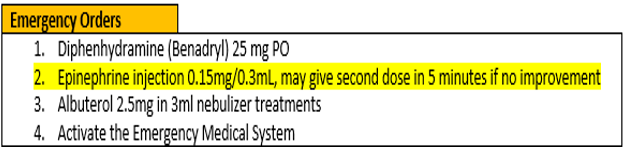 Emergency Orders
1. Diphenhydramine (Benadryl) 25 mg PO
2. Epinephrine injection 0.15mg/0.3mL, may give second dose in 5 minutes if no improvement
3. Albuterol 2.5mg in 3ml nebulizer treatments
4. Activate the Emergency Medical System